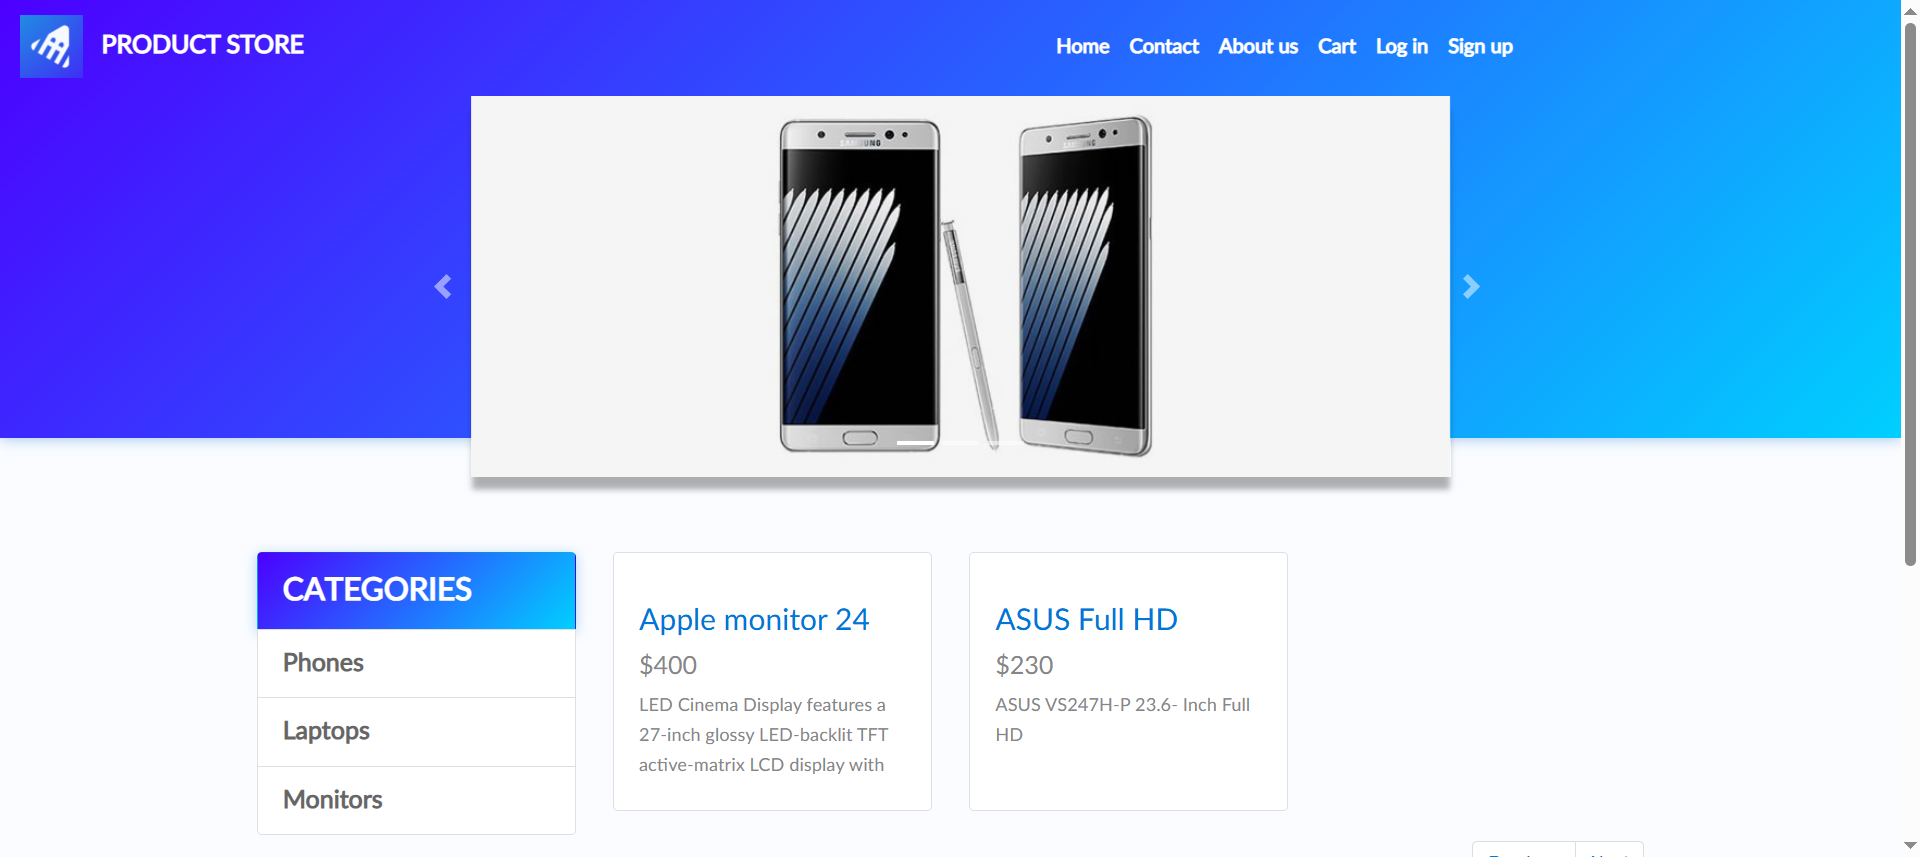 PRODUCT STORE
Home Contact About us Cart Log in Sign up
CATEGORIES
Phones
Laptops
Monitors
Apple monitor 24
$400
LED Cinema Display features a
27-inch glossy LED-backlit TFT
active-matrix LCD display with
ASUS Full HD
$230
ASUS VS247H-P 23.6- Inch Full
HD